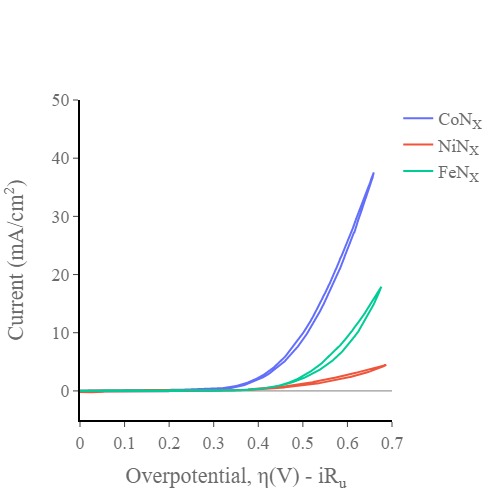 50
40
30
20
10
0
Current (mA/cm²)
0 0.1 0.2 0.3 0.4 0.5 0.6 0.7
Overpotential, η(V) - iRᵤ
CoNX
NiNX
FeNX